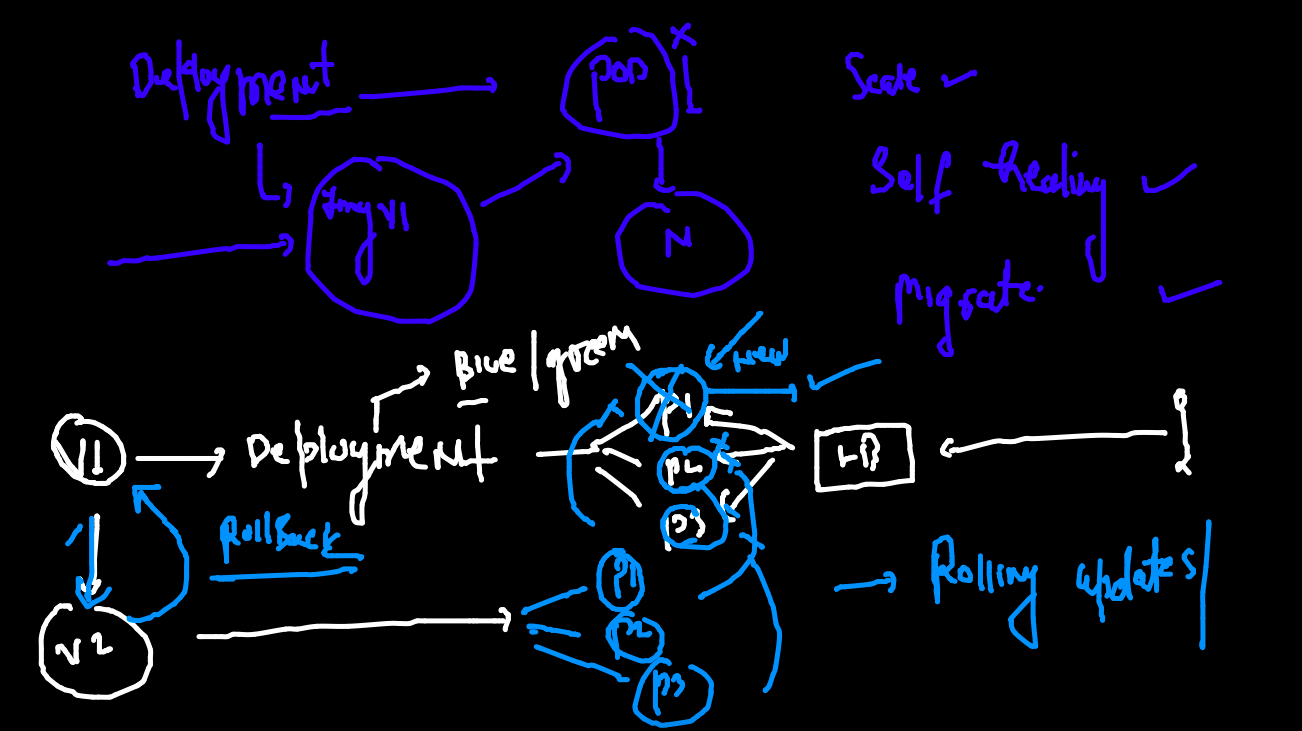 Deployment
POD
Scale
Img V1
Self Healing
N
Migrate.
Blue/green
New
V1
Deployment
P1
LB
P2
P3
RollBack
P1
Rolling updates
V2
P2
P3